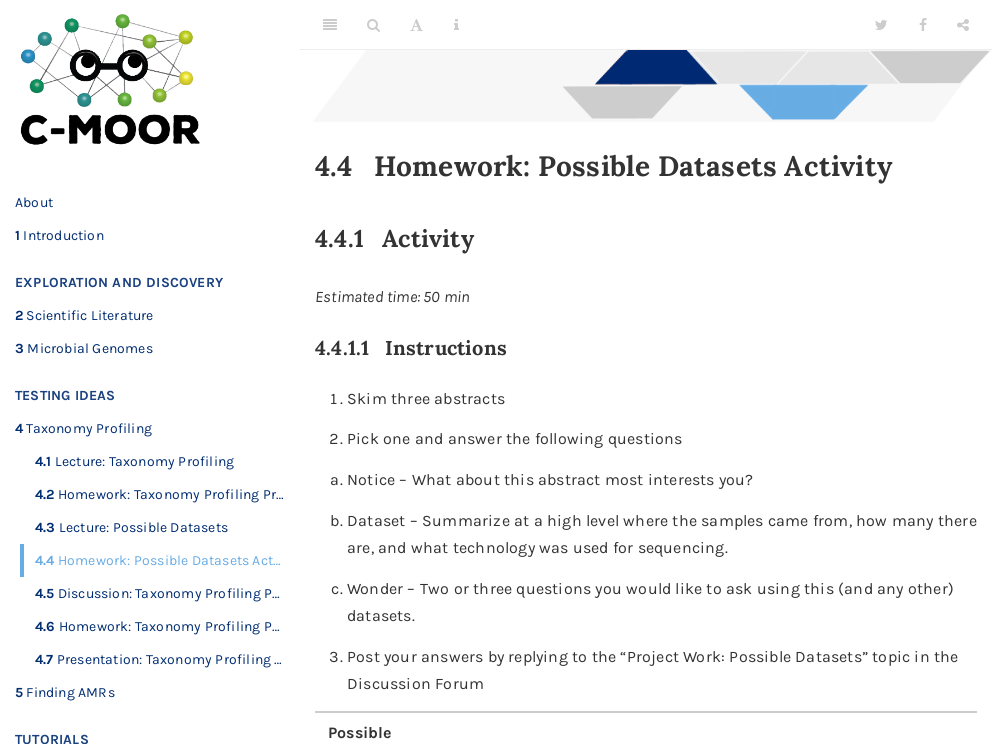 C-MOOR
About
1 Introduction
EXPLORATION AND DISCOVERY
2 Scientific Literature
3 Microbial Genomes
TESTING IDEAS
4 Taxonomy Profiling
4.1 Lecture: Taxonomy Profiling
4.2 Homework: Taxonomy Profiling Pr...
4.3 Lecture: Possible Datasets
4.4 Homework: Possible Datasets Act...
4.5 Discussion: Taxonomy Profiling P...
4.6 Homework: Taxonomy Profiling P...
4.7 Presentation: Taxonomy Profiling ...
5 Finding AMRs
TUTORIALS
4.4 Homework: Possible Datasets Activity
4.4.1 Activity
Estimated time: 50 min
4.4.1.1 Instructions
1. Skim three abstracts
2. Pick one and answer the following questions
a. Notice – What about this abstract most interests you?
b. Dataset – Summarize at a high level where the samples came from, how many there
are, and what technology was used for sequencing.
c. Wonder – Two or three questions you would like to ask using this (and any other)
datasets.
3. Post your answers by replying to the “Project Work: Possible Datasets” topic in the
Discussion Forum
Possible